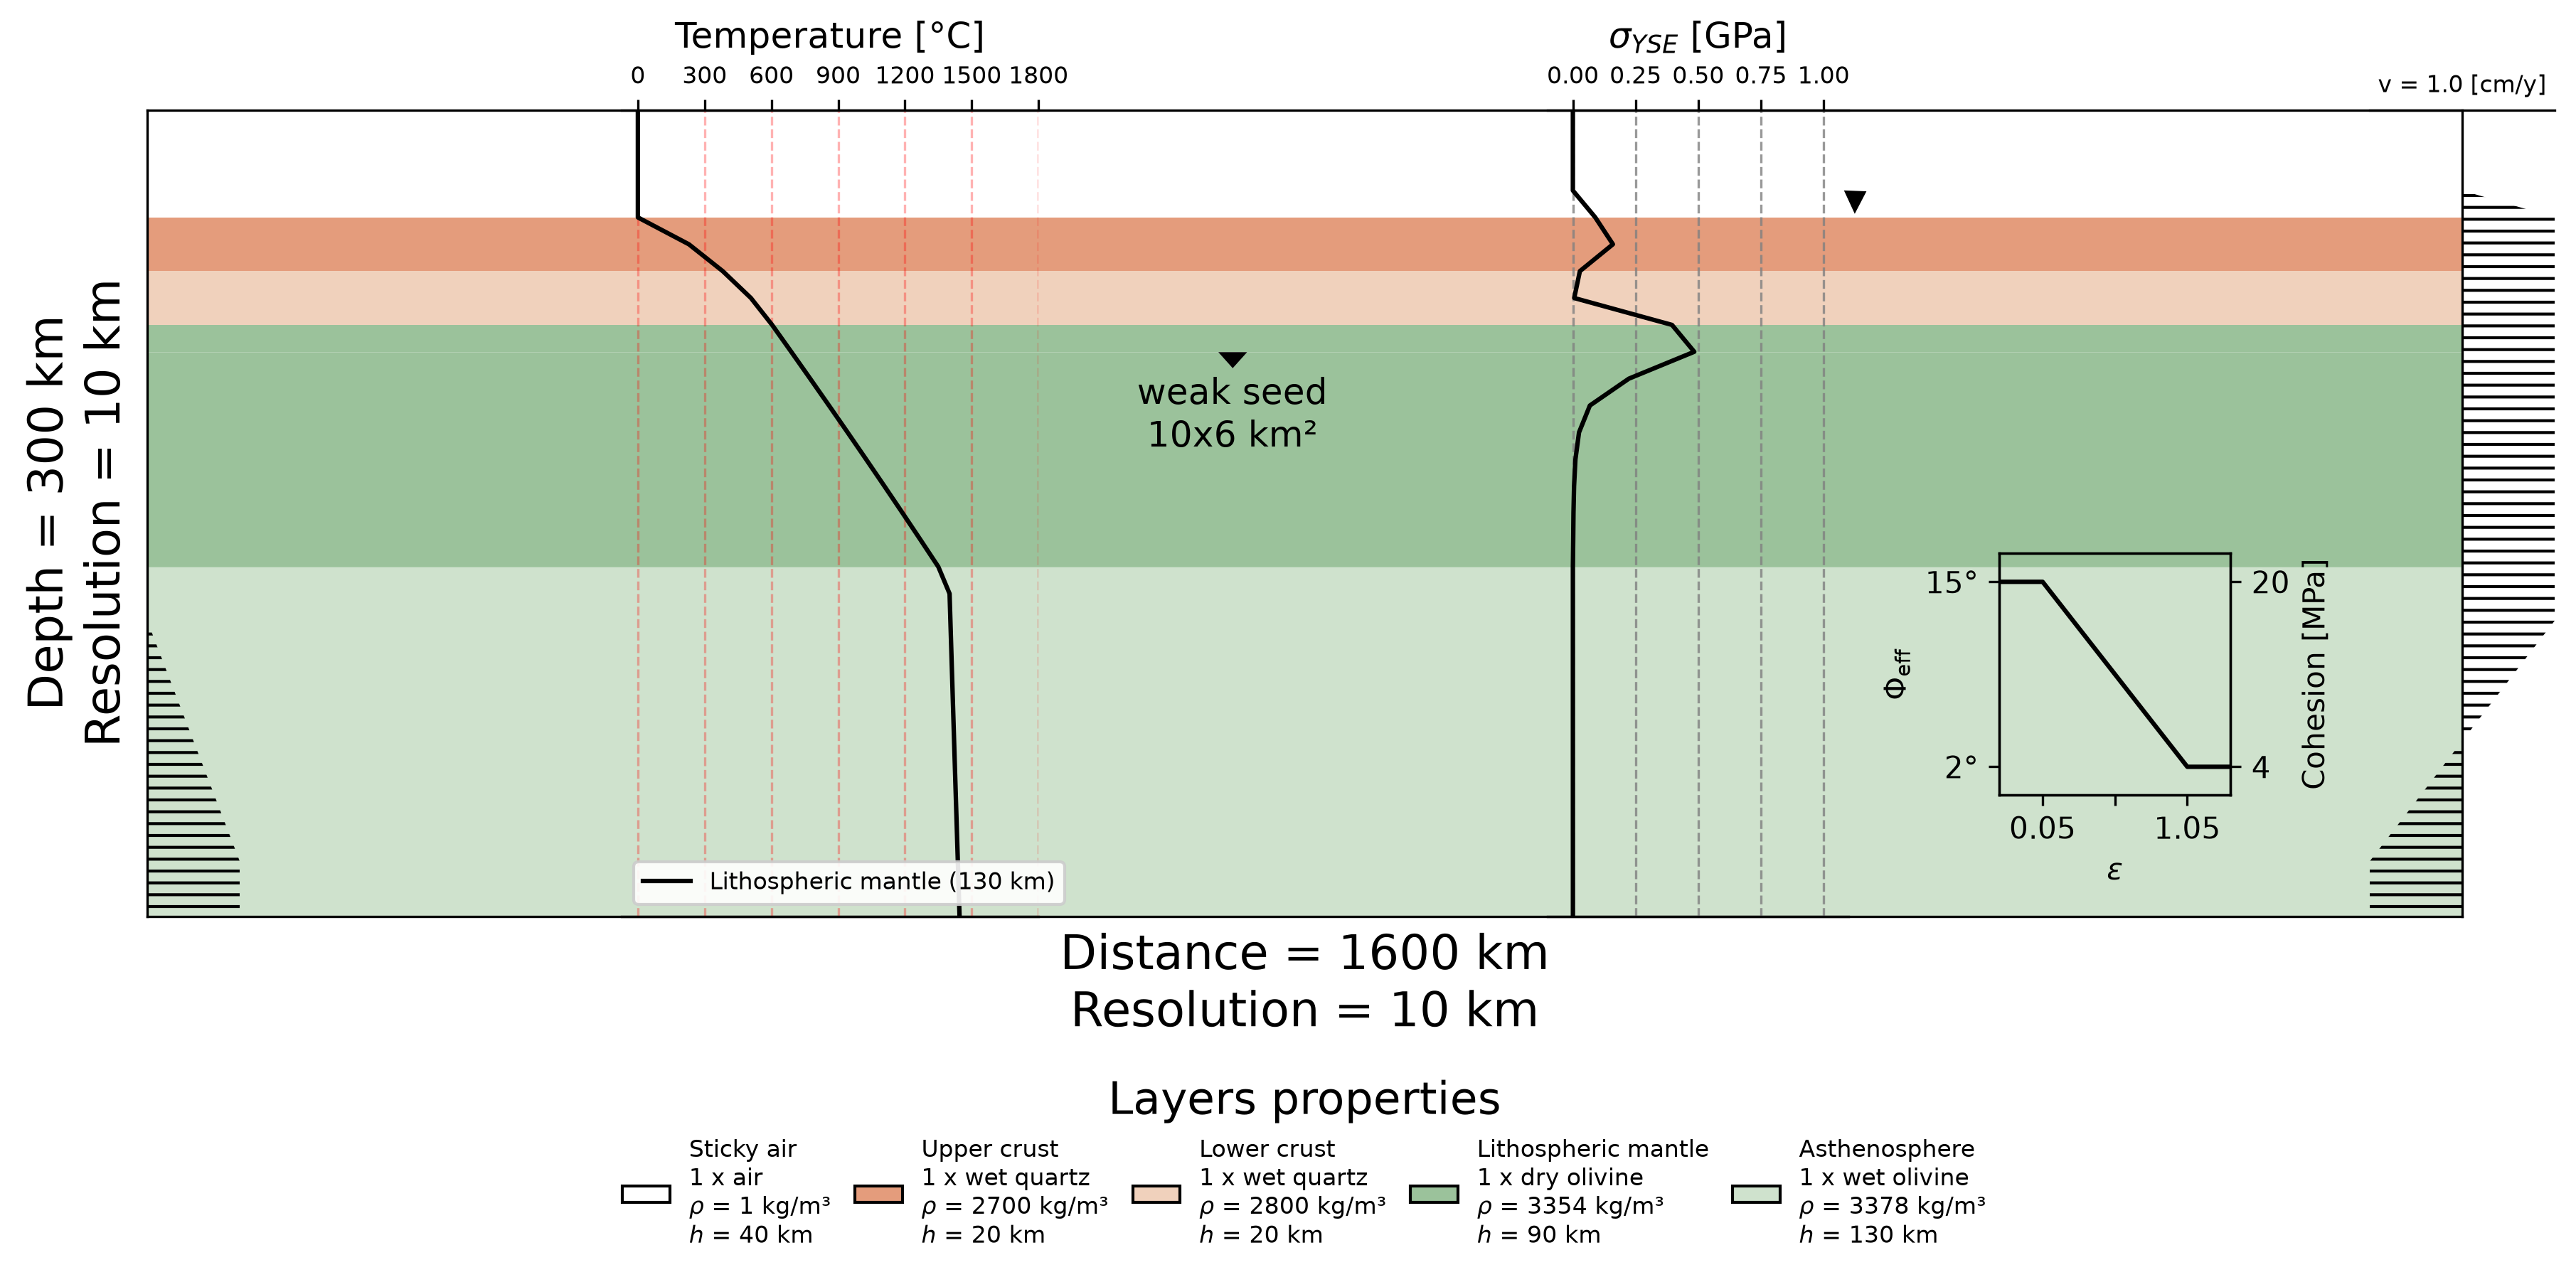 Temperature [°C]
0 300 600 900 1200 1500 1800
σYSE [GPa]
0.00 0.25 0.50 0.75 1.00
v = 1.0 [cm/y]
Depth = 300 km
Resolution = 10 km
weak seed
10x6 km²
15°
2°
Φeff
20
4
Cohesion [MPa]
0.05 1.05
ε
Lithospheric mantle (130 km)
Distance = 1600 km
Resolution = 10 km
Layers properties
Sticky air
1 x air
ρ = 1 kg/m³
h = 40 km
Upper crust
1 x wet quartz
ρ = 2700 kg/m³
h = 20 km
Lower crust
1 x wet quartz
ρ = 2800 kg/m³
h = 20 km
Lithospheric mantle
1 x dry olivine
ρ = 3354 kg/m³
h = 90 km
Asthenosphere
1 x wet olivine
ρ = 3378 kg/m³
h = 130 km